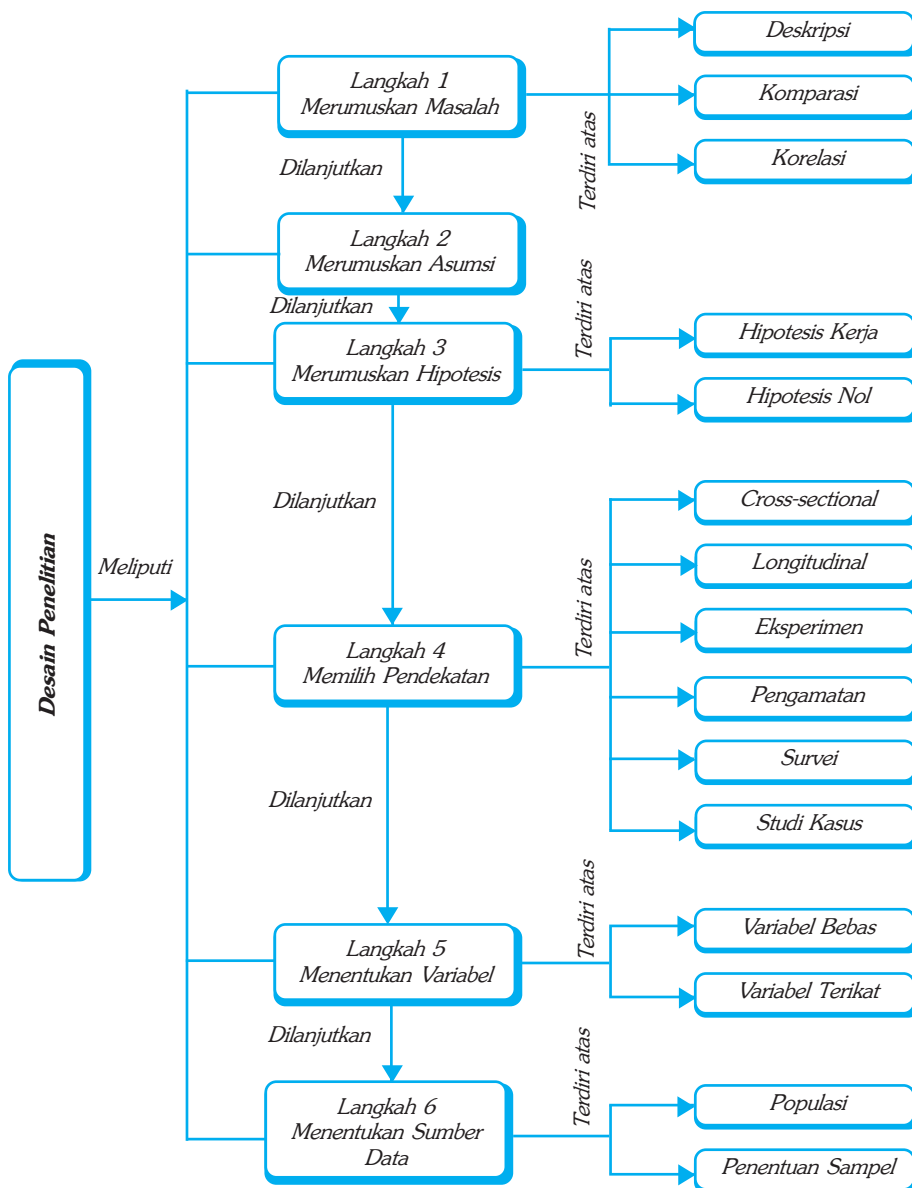 Desain Penelitian
Meliputi
Langkah 1
Merumuskan Masalah
Terdiri atas
Deskripsi
Komparasi
Korelasi
Dilanjutkan
Langkah 2
Merumuskan Asumsi
Dilanjutkan
Langkah 3
Merumuskan Hipotesis
Terdiri atas
Hipotesis Kerja
Hipotesis Nol
Dilanjutkan
Langkah 4
Memilih Pendekatan
Terdiri atas
Cross-sectional
Longitudinal
Eksperimen
Pengamatan
Survei
Studi Kasus
Dilanjutkan
Langkah 5
Menentukan Variabel
Terdiri atas
Variabel Bebas
Variabel Terikat
Dilanjutkan
Langkah 6
Menentukan Sumber
Data
Terdiri atas
Populasi
Penentuan Sampel